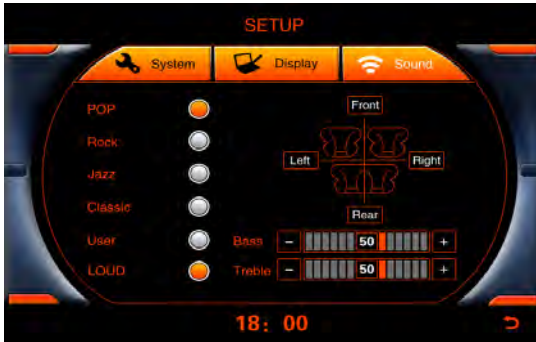 SETUP
System Display Sound
POP
Rock
Jazz
Classic
User
LOUD
Front
Left Right
Rear
Bass - 50 +
Treble - 50 +
18: 00